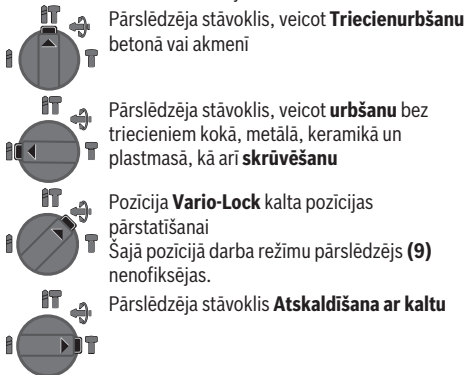 Pārslēdzēja stāvoklis, veicot Triecienurbšanu
betonā vai akmenī
Pārslēdzēja stāvoklis, veicot urbšanu bez
triecieniem kokā, metālā, keramikā un
plastmasā, kā arī skrūvēšanu
Pozīcija Vario-Lock kalta pozīcijas
pārstatīšanai
Šajā pozīcijā darba režīmu pārslēdzējs (9)
nenofiksējas.
Pārslēdzēja stāvoklis Atskaldīšana ar kaltu